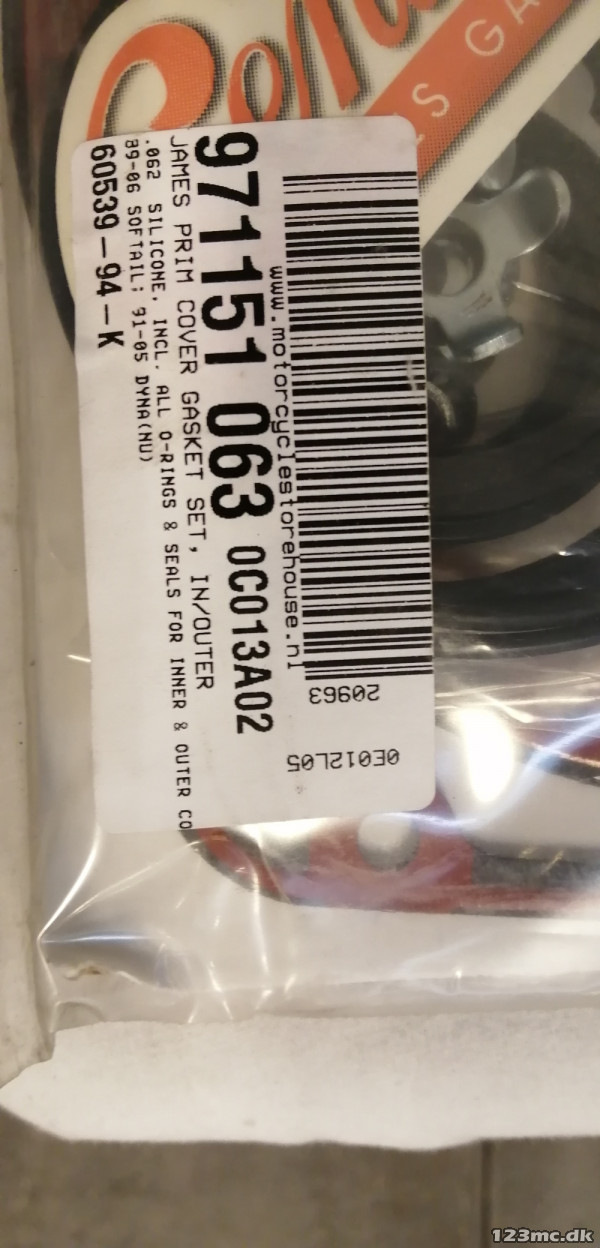 S GA
971151 063 0C013A02
JAMES PRIM COVER GASKET SET, IN/OUTER
.062 SILICONE, INCL. ALL O-RINGS & SEALS FOR INNER & OUTER CO
89-06 SOFTAIL; 91-05 DYNA(NU)
60539-94-K
www.motorcyclestorehouse.nl
20963
0E012L05
123mc.dk